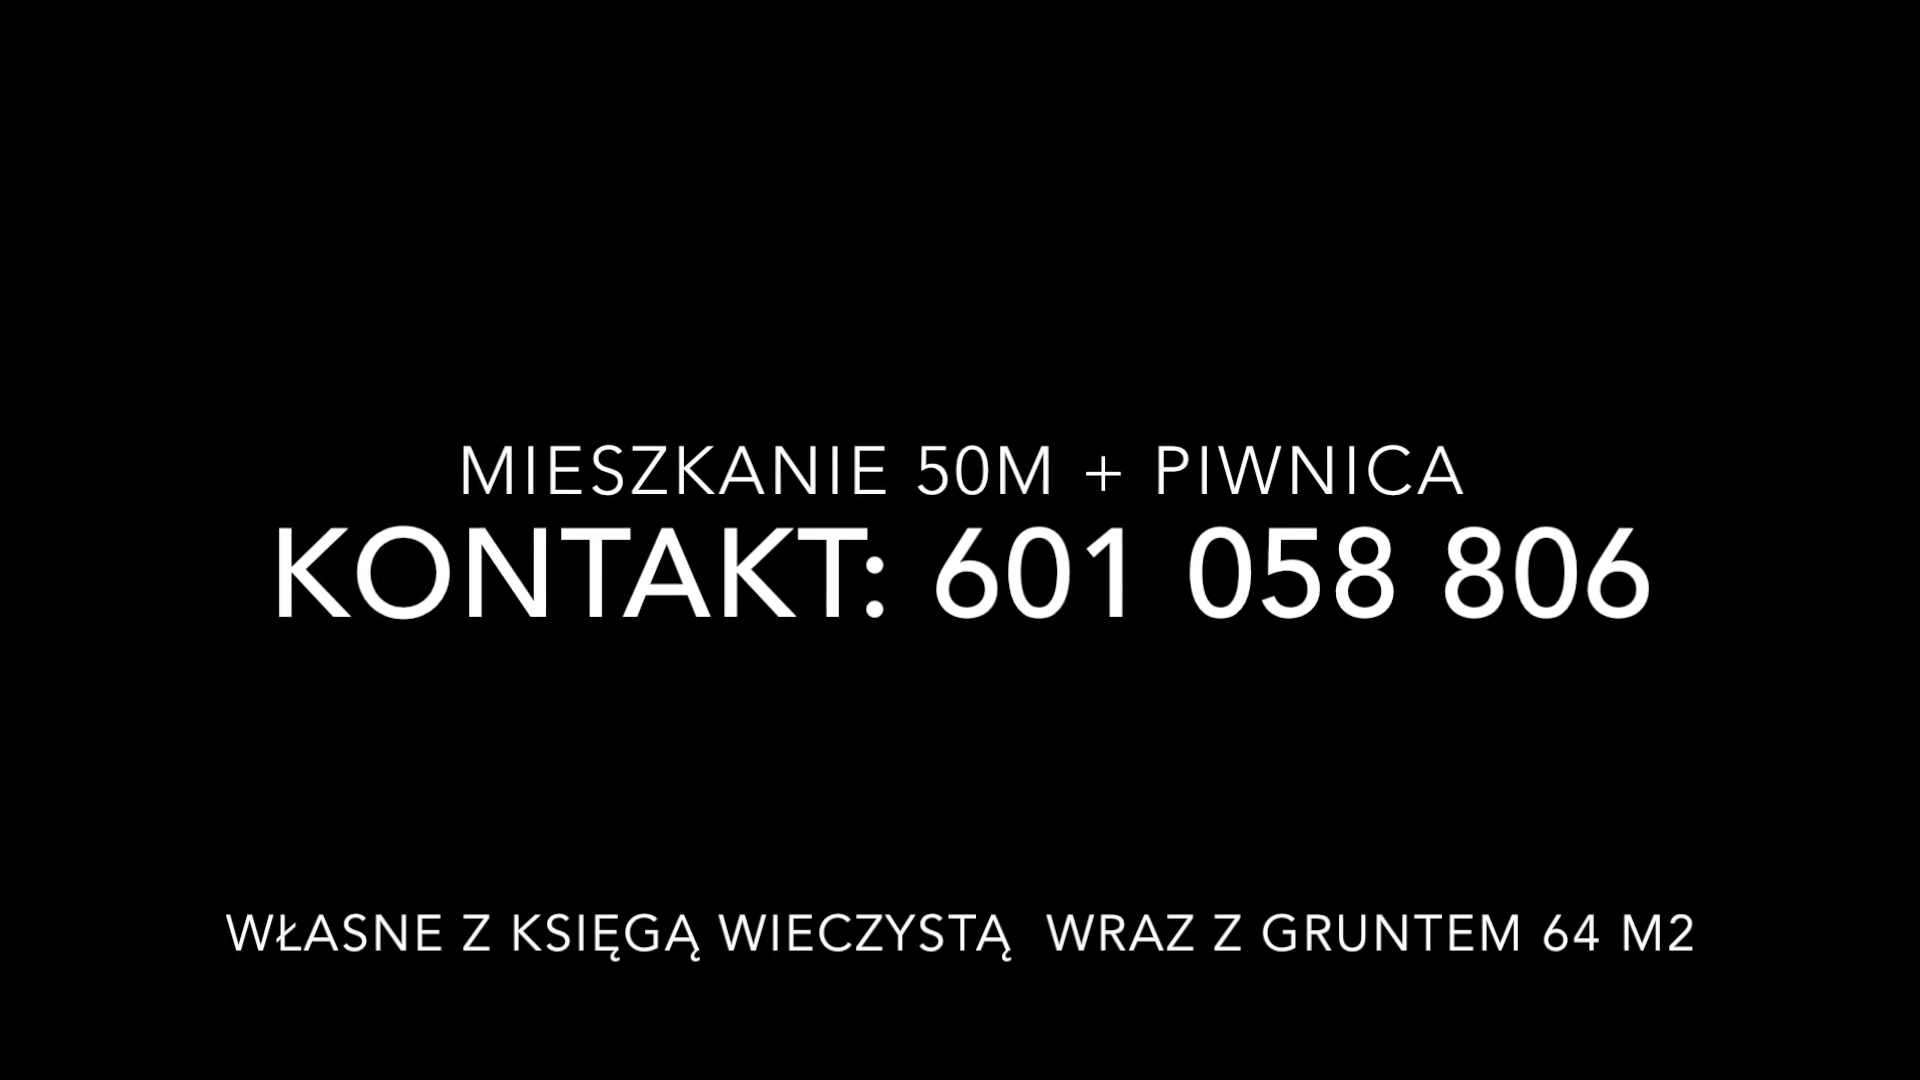 MIESZKANIE 50M + PIWNICA
KONTAKT: 601 058 806
WŁASNE Z KSIĘGĄ WIECZYSTĄ WRAZ Z GRUNTEM 64 M2